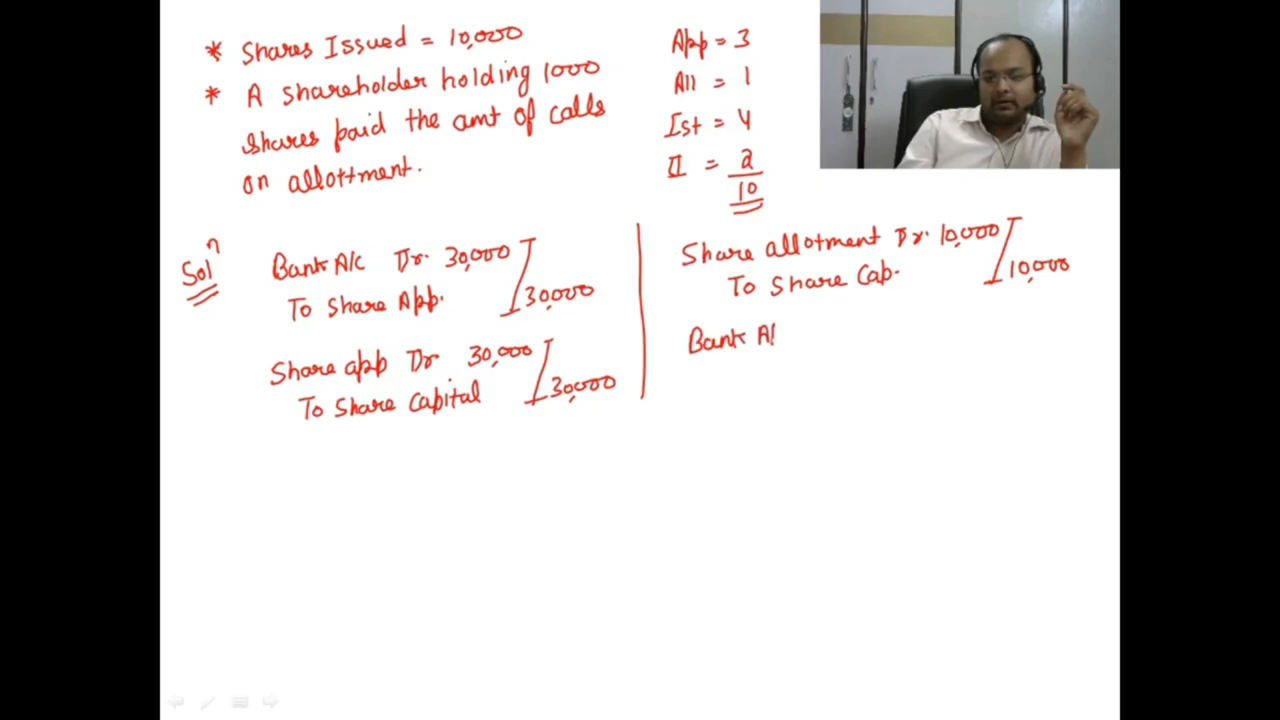 * Shares Issued = 10,000
* A shareholder holding 1000
shares paid the amt of calls
on allottment.
App = 3
All = 1
Ist = 4
II = 2
10
Solⁿ
Bank A/c Dr. 30,000
To Share App. 30,000
Share app Dr 30,000
To Share Capital 30,000
Share allotment Dr. 10,000
To Share Cap. 10,000
Bank A/